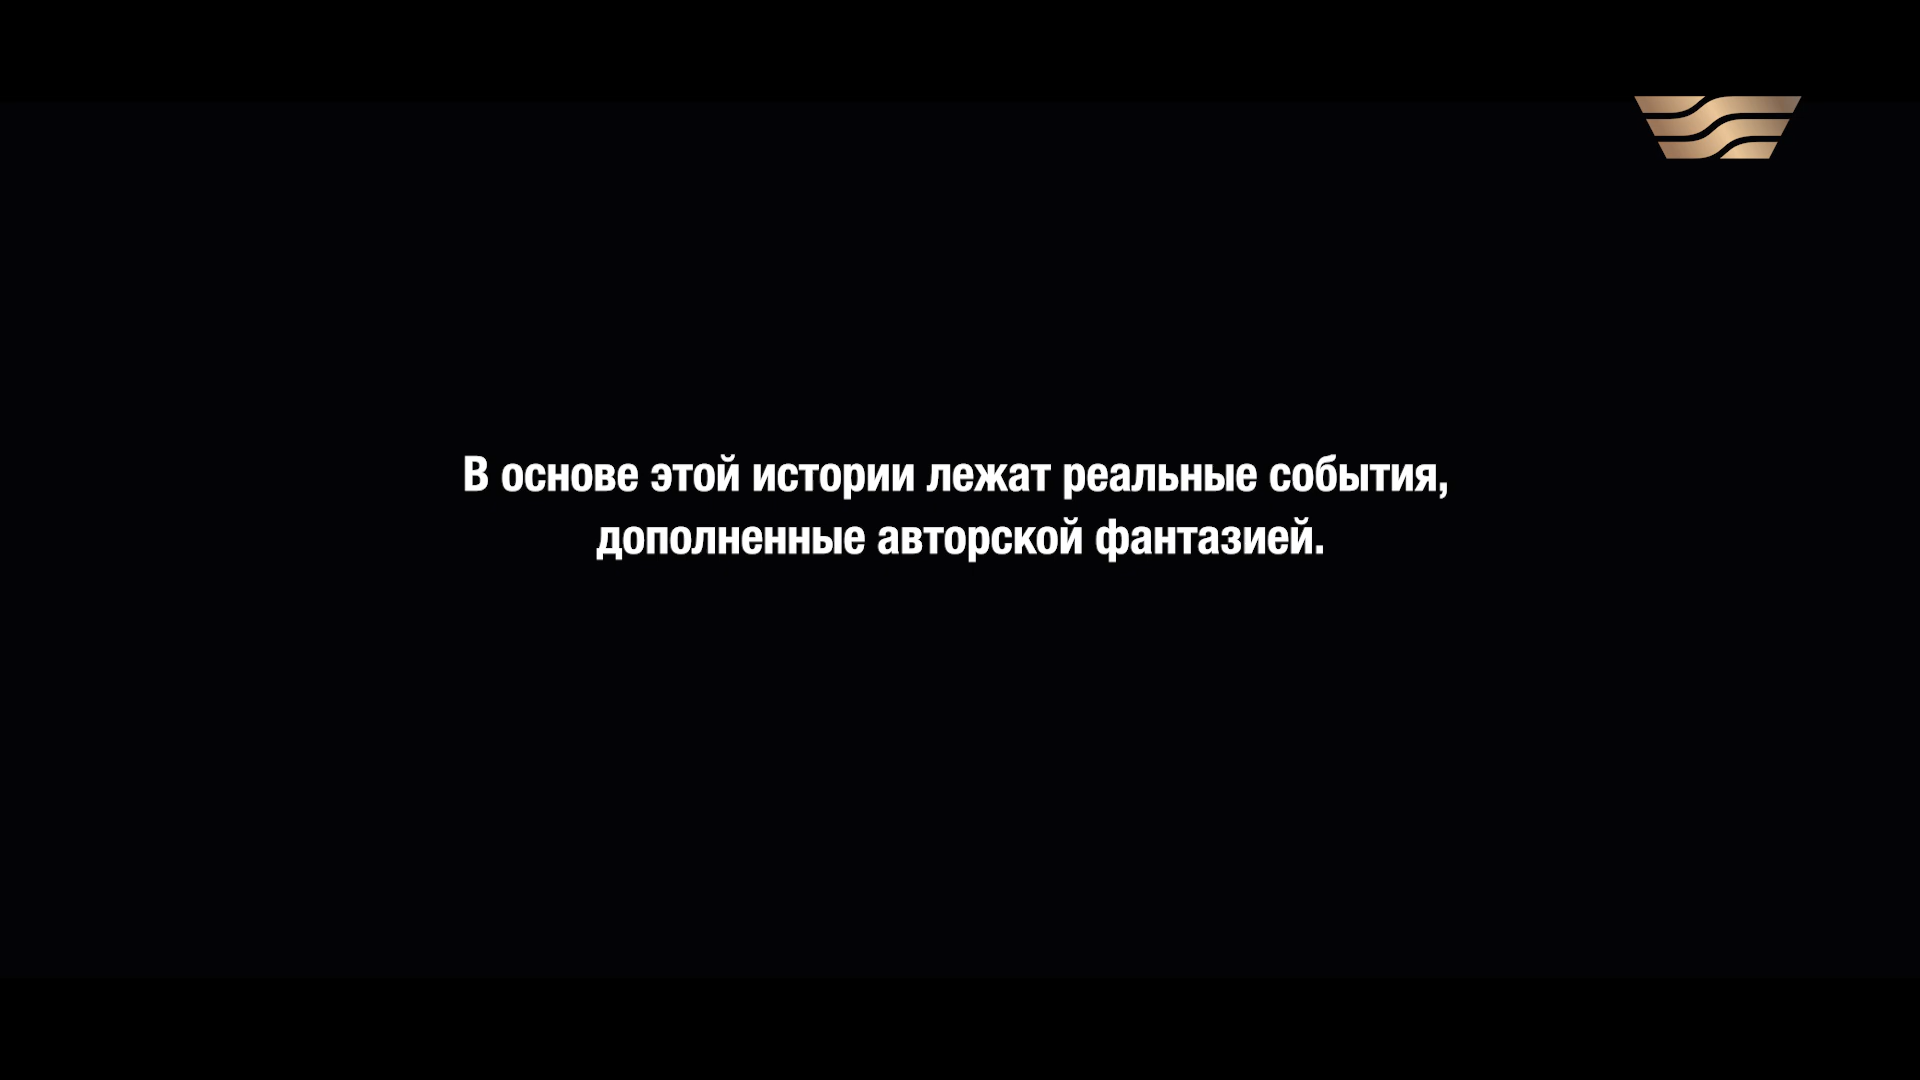 В основе этой истории лежат реальные события,
дополненные авторской фантазией.